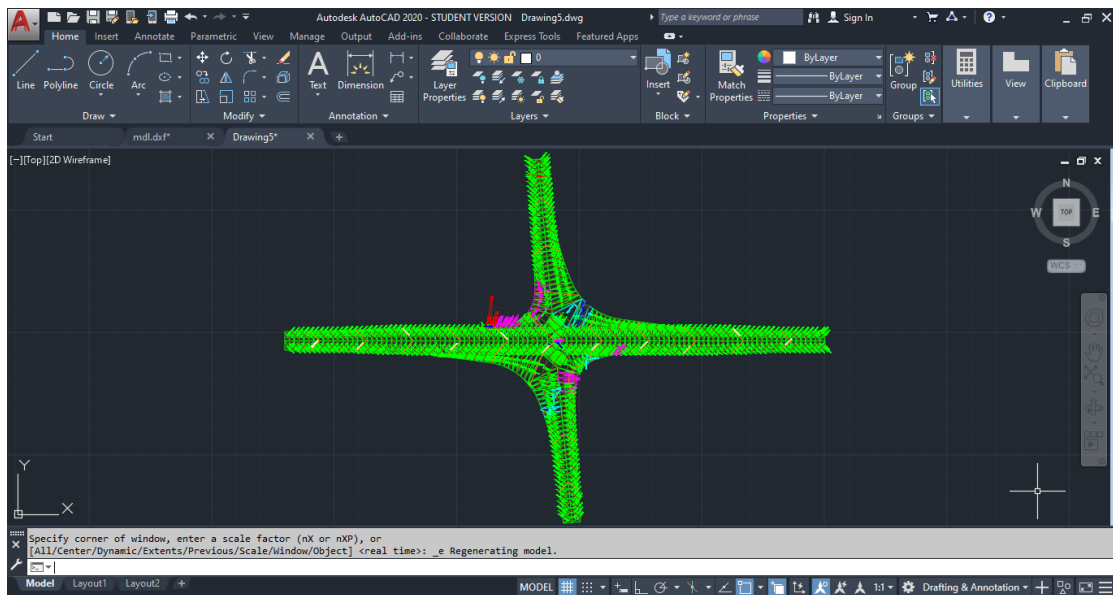 Autodesk AutoCAD 2020 - STUDENT VERSION Drawing5.dwg
Type a keyword or phrase
Sign In
Home Insert Annotate Parametric View Manage Output Add-ins Collaborate Express Tools Featured Apps
Line Polyline Circle Arc
Text Dimension
Layer Properties
0
Insert
Match Properties
ByLayer
ByLayer
ByLayer
Group
Utilities
View
Clipboard
Draw Modify Annotation Layers Block Properties Groups
Start mdl.dxf* Drawing5*
[−][Top][2D Wireframe]
N
W TOP E
S
WCS
Y
X
Specify corner of window, enter a scale factor (nX or nXP), or
[All/Center/Dynamic/Extents/Previous/Scale/Window/Object] <real time>: _e Regenerating model.
Model Layout1 Layout2 +
MODEL 1:1 Drafting & Annotation